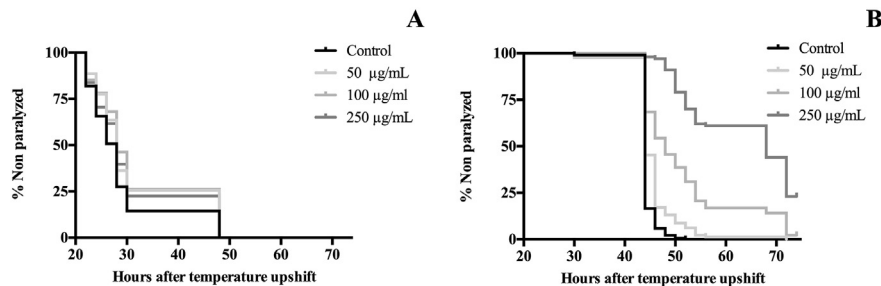 A
100
75
50
25
0
% Non paralyzed
20 30 40 50 60 70
Hours after temperature upshift
Control
50 µg/mL
100 µg/ml
250 µg/mL
B
100
75
50
25
0
% Non paralyzed
20 30 40 50 60 70
Hours after temperature upshift
Control
50 µg/mL
100 µg/ml
250 µg/mL